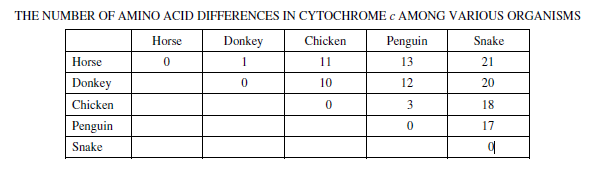 THE NUMBER OF AMINO ACID DIFFERENCES IN CYTOCHROME c AMONG VARIOUS ORGANISMS
Horse Donkey Chicken Penguin Snake
Horse 0 1 11 13 21
Donkey 0 10 12 20
Chicken 0 3 18
Penguin 0 17
Snake 0